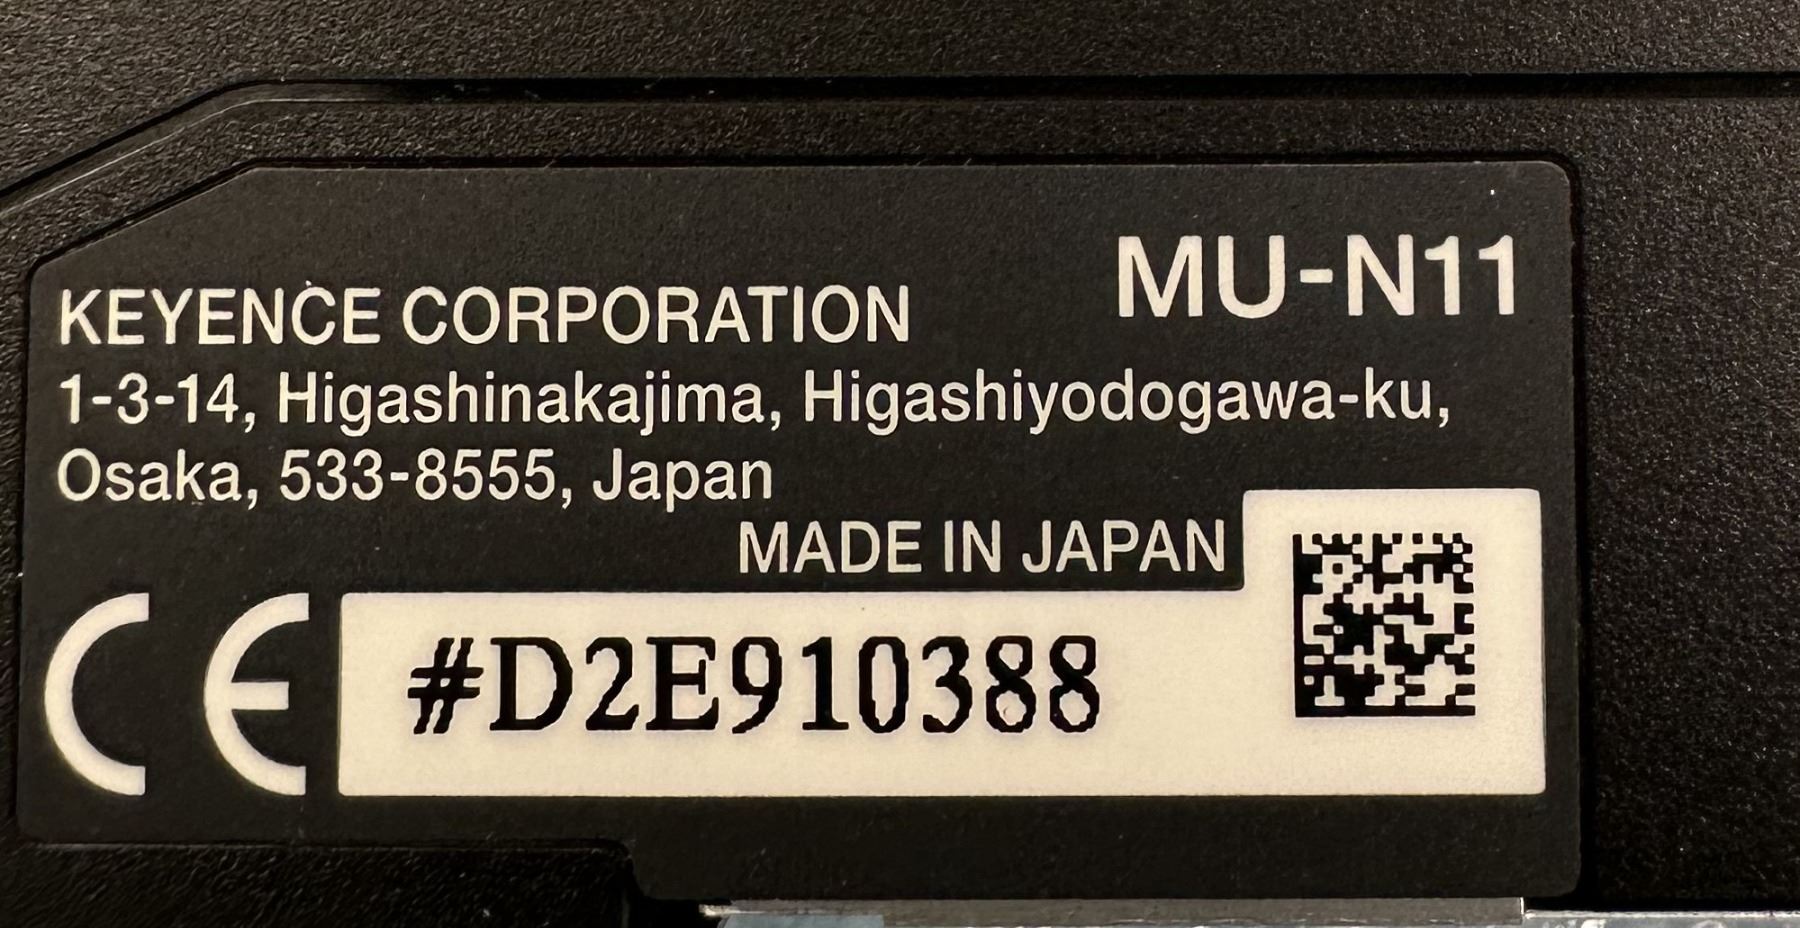 MU-N11
KEYENCE CORPORATION
1-3-14, Higashinakajima, Higashiyodogawa-ku,
Osaka, 533-8555, Japan
MADE IN JAPAN
CE
#D2E910388